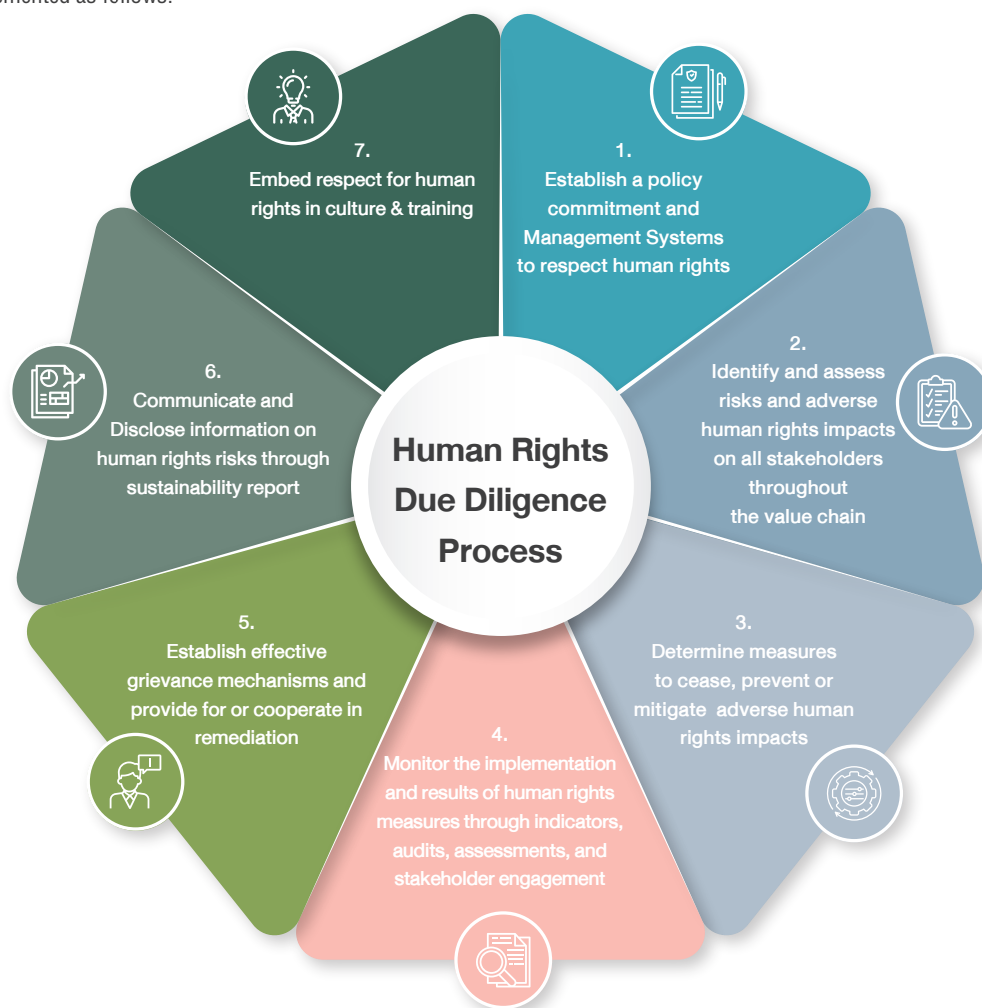 as follows:
Human Rights
Due Diligence
Process
1.
Establish a policy
commitment and
Management Systems
to respect human rights
2.
Identify and assess
risks and adverse
human rights impacts
on all stakeholders
throughout
the value chain
3.
Determine measures
to cease, prevent or
mitigate adverse human
rights impacts
4.
Monitor the implementation
and results of human rights
measures through indicators,
audits, assessments, and
stakeholder engagement
5.
Establish effective
grievance mechanisms and
provide for or cooperate in
remediation
6.
Communicate and
Disclose information on
human rights risks through
sustainability report
7.
Embed respect for human
rights in culture & training